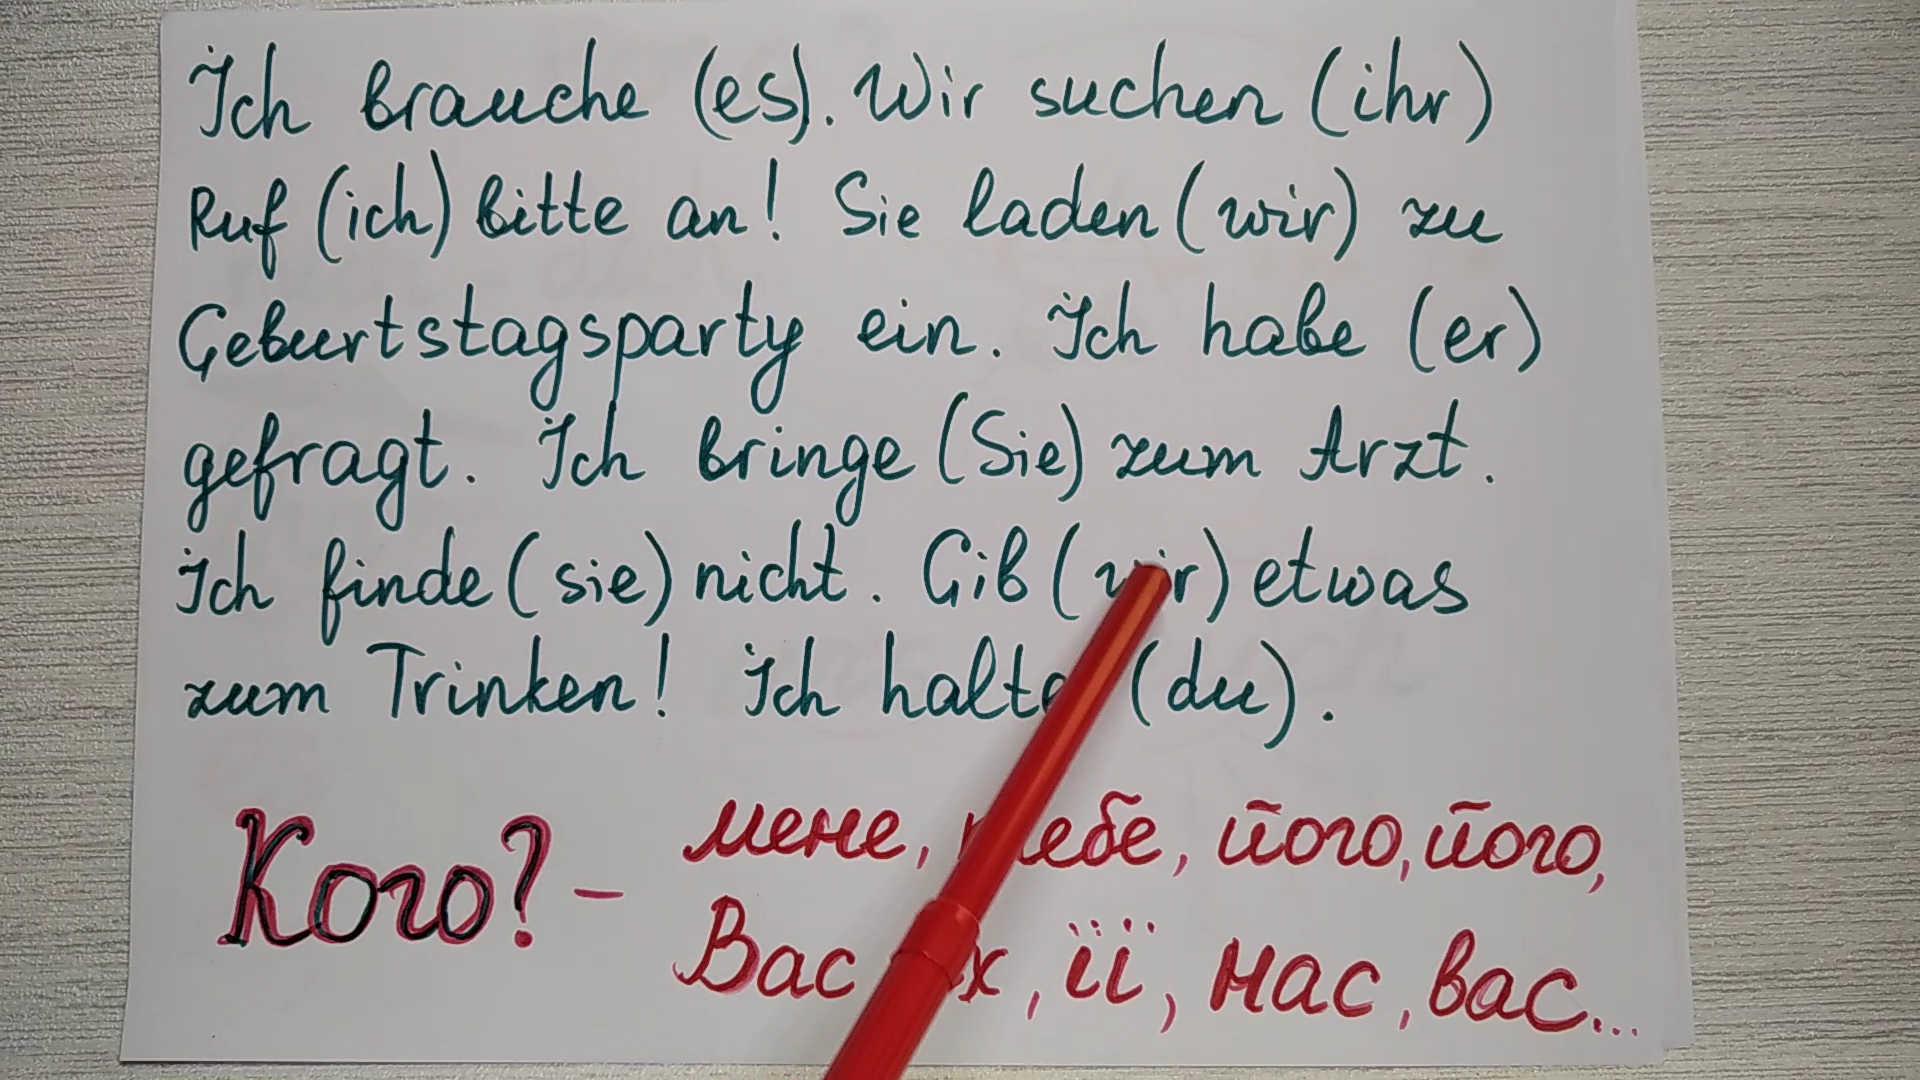 Ich brauche (es). Wir suchen (ihr)
Ruf (ich) bitte an! Sie laden (wir) zu
Geburtstagsparty ein. Ich habe (er)
gefragt. Ich bringe (Sie) zum Arzt.
Ich finde (sie) nicht. Gib (wir) etwas
zum Trinken! Ich halte (du).
Кого? – мене, тебе, його, його,
Вас, їх, її, нас, вас...